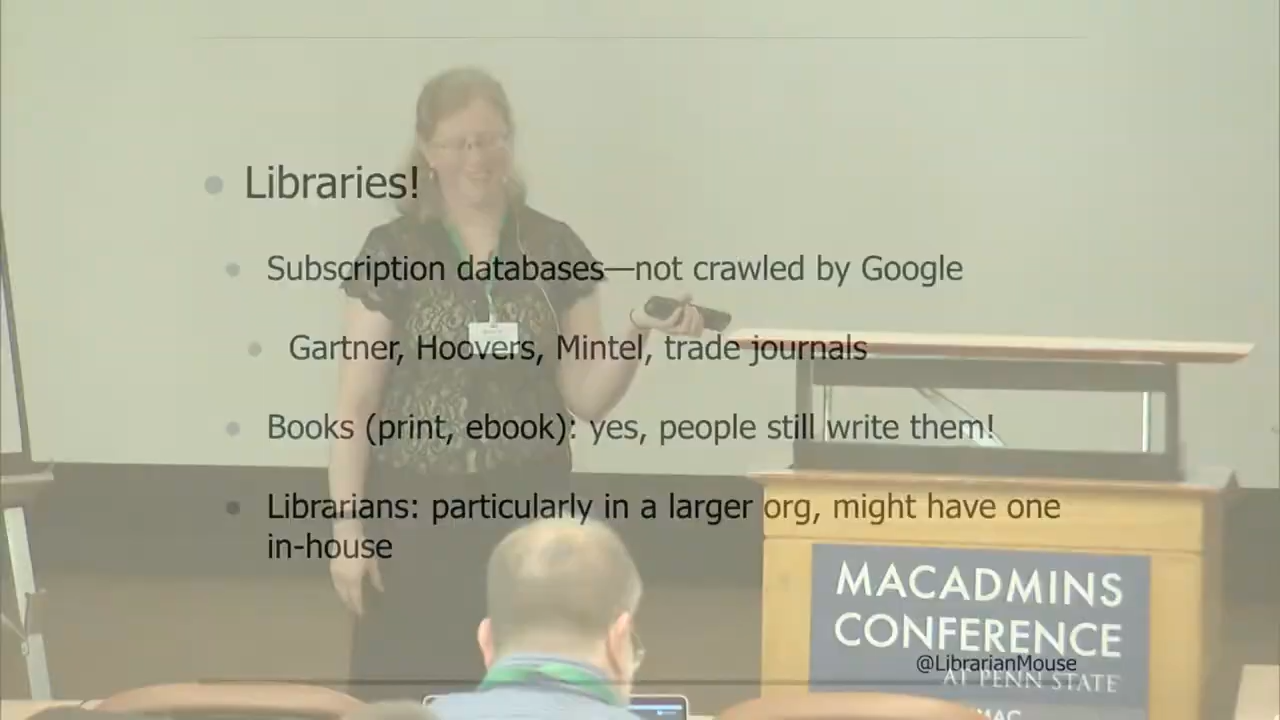 Libraries!
Subscription databases—not crawled by Google
Gartner, Hoovers, Mintel, trade journals
Books (print, ebook): yes, people still write them!
Librarians: particularly in a larger org, might have one
in-house
MACADMINS
CONFERENCE
@LibrarianMouse
AT PENN STATE